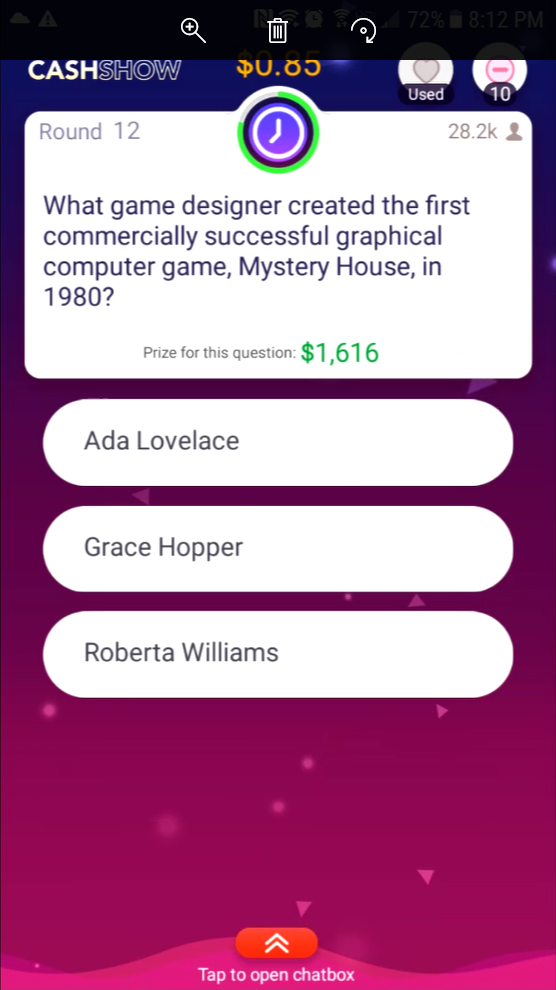 72% 8:12 PM
CASHSHOW $0.85
Used 10
Round 12 28.2k
What game designer created the first
commercially successful graphical
computer game, Mystery House, in
1980?
Prize for this question: $1,616
Ada Lovelace
Grace Hopper
Roberta Williams
Tap to open chatbox